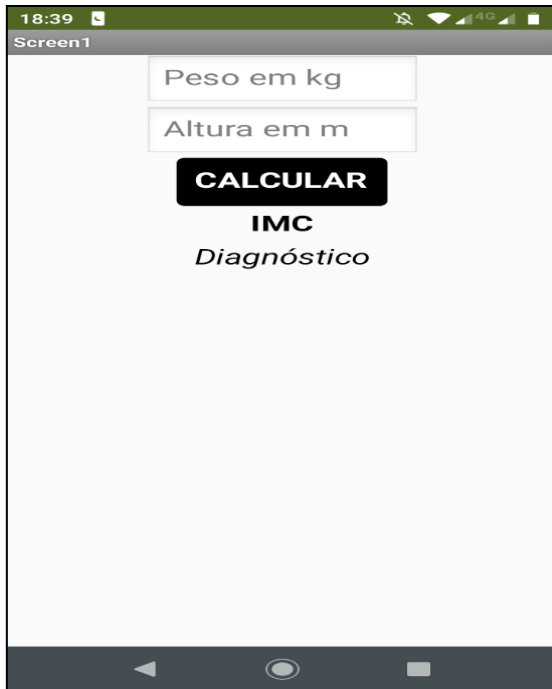 18:39
4G
Screen1
Peso em kg
Altura em m
CALCULAR
IMC
Diagnóstico